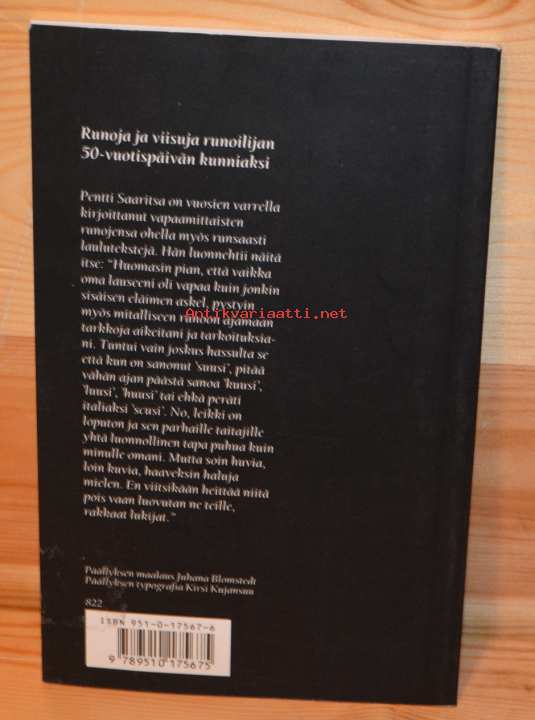 Runoja ja viisuja runoilijan
50-vuotispäivän kunniaksi
Pentti Saaritsa on vuosien varrella
kirjoittanut vapaamittaisten
runojensa ohella myös runsaasti
laulutekstejä. Hän luonnehtii näitä
itse: "Huomasin pian, että vaikka
oma lauseeni oli vapaa kuin jonkin
sisäisen eläimen askel, pystyin
Antikvariaatti.net
myös mitalliseen runoon ajamaan
tarkkoja aikeitani ja tarkoituksia-
ni. Tuntui vain joskus hassulta se
että kun on sanonut 'suusi', pitää
vähän ajan päästä sanoa 'kuusi',
'luusi', 'huusi' tai ehkä peräti
italiaksi 'scusi'. No, leikki on
loputon ja sen parhaille taitajille
yhtä luonnollinen tapa puhua kuin
minulle omani. Mutta soin huvia,
loin kuvia, haaveksin haluja
mielen. En viitsikään heittää niitä
pois vaan luovutan ne teille,
rakkaat lukijat."
Päällyksen maalaus Juhana Blomstedt
Päällyksen typografia Kirsi Kujansuu
822
ISBN 951-0-17567-6
9 789510 175675